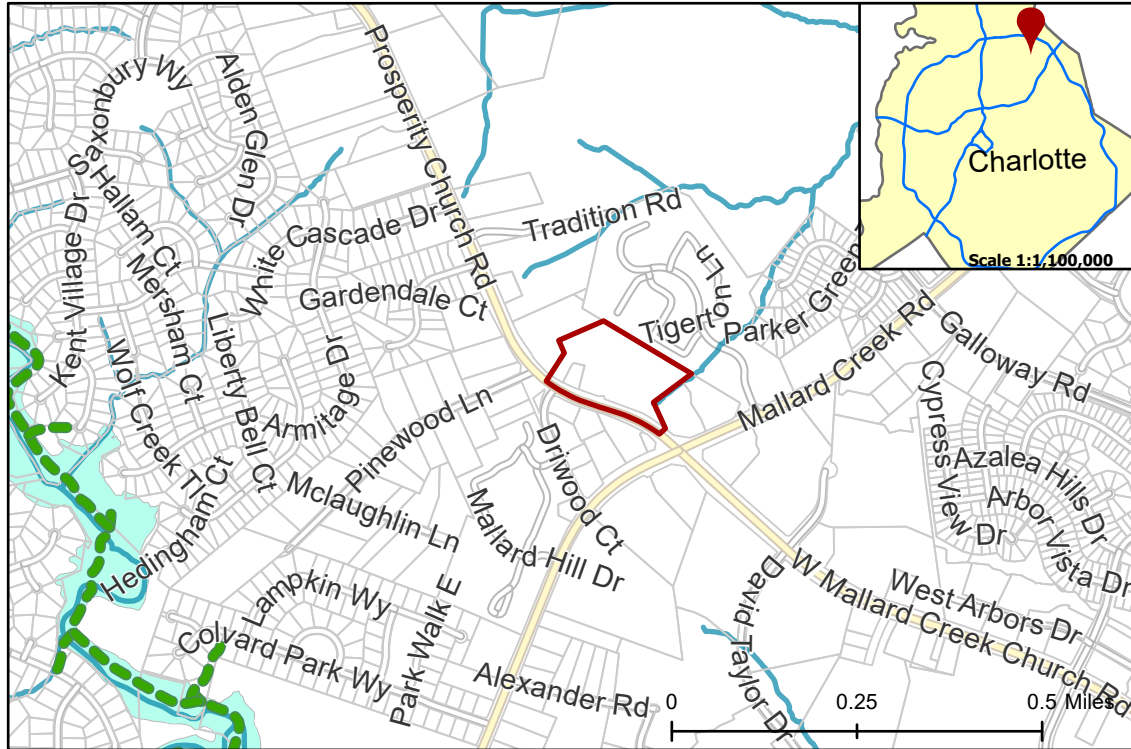 Saxonbury Wy
Alden Glen Dr
Prosperity Church Rd
Charlotte
Scale 1:1,100,000
Kent Village Dr
Hallam Ct
Mersham Ct
White Cascade Dr
Tradition Rd
Gardendale Ct
Tigerton Ln
Parker Green
Mallard Creek Rd
Galloway Rd
Wolf Creek Tl
Liberty Bell Ct
Armitage Dr
Pinewood Ln
Driwood Ct
Cypress View Dr
Azalea Hills Dr
Arbor Vista Dr
Hedingham Ct
Mclaughlin Ln
Mallard Hill Dr
David Taylor Dr
W Mallard Creek Church Rd
West Arbors Dr
Lampkin Wy
Colvard Park Wy
Park Walk E
Alexander Rd
0 0.25 0.5 Miles